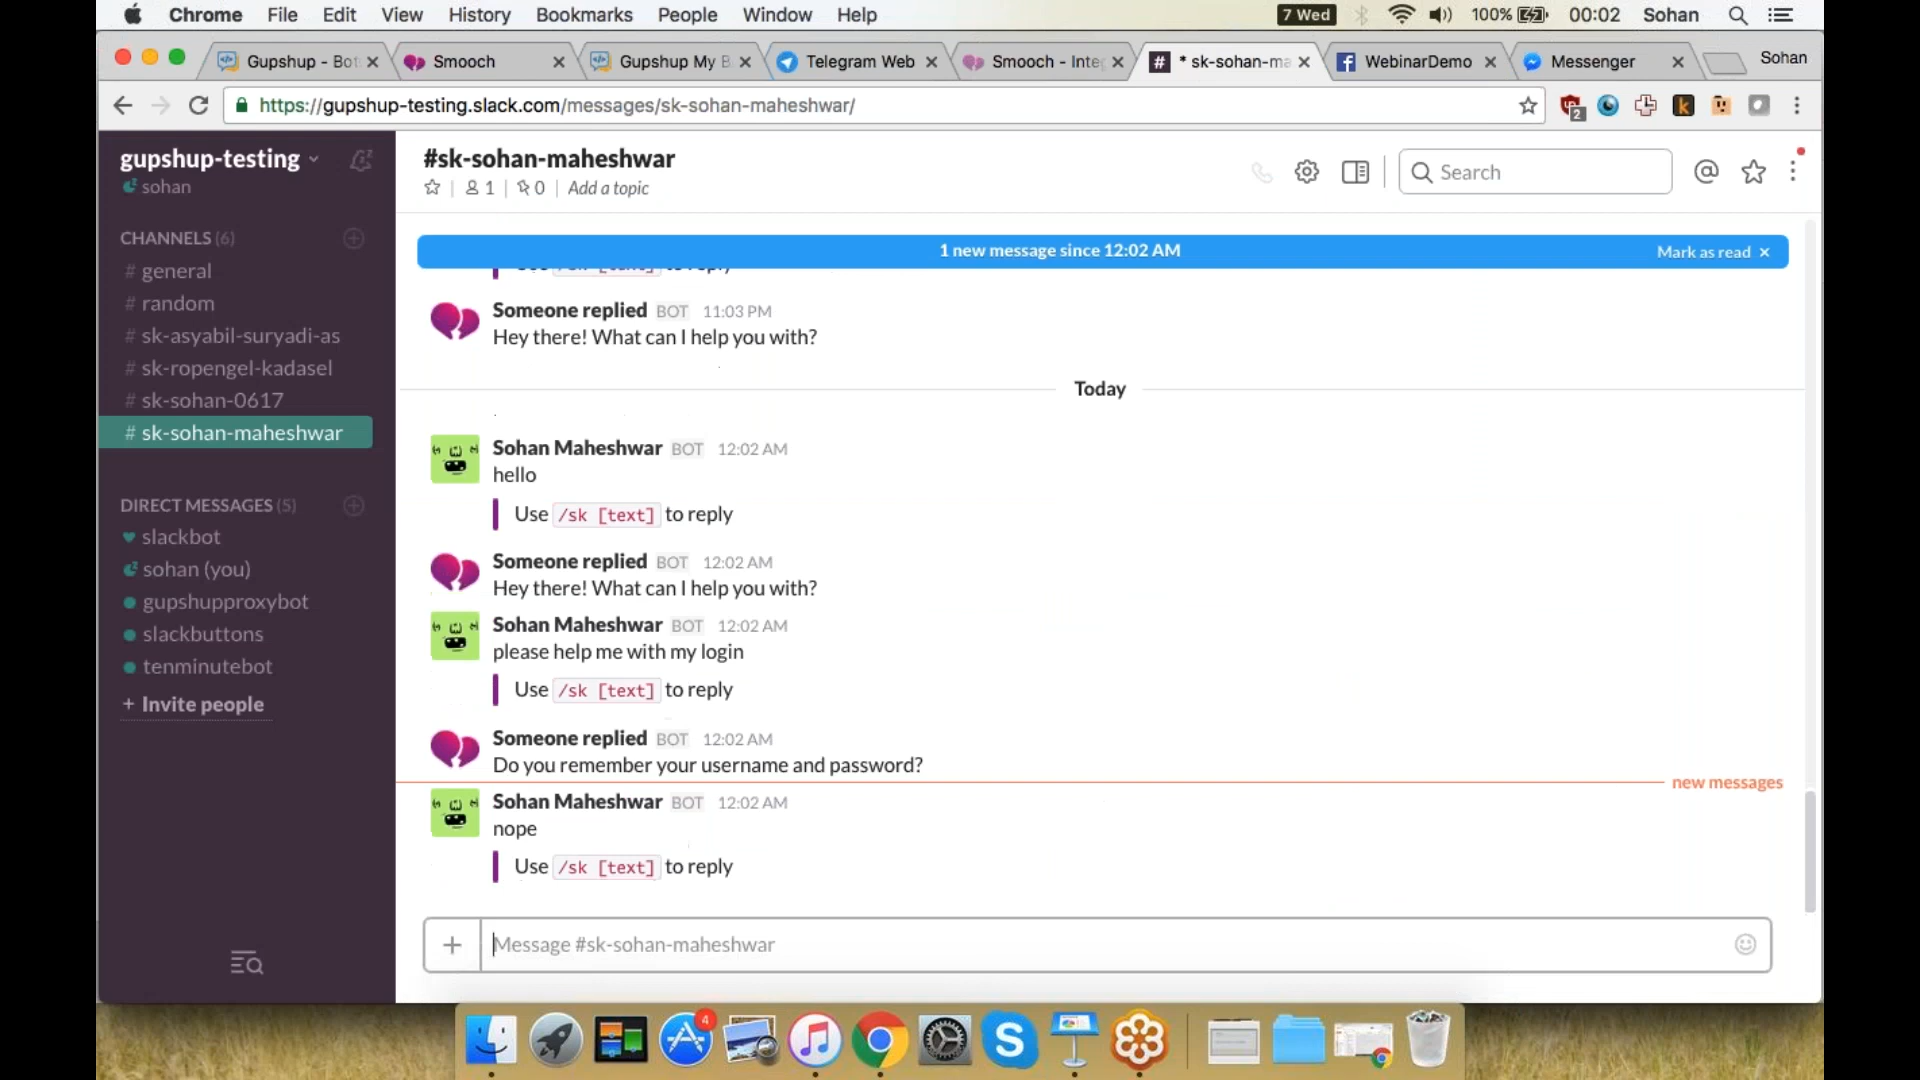 Chrome File Edit View History Bookmarks People Window Help 7 Wed 100% 00:02 Sohan
Gupshup - Bot Smooch Gupshup My B Telegram Web Smooch - Inte * sk-sohan-ma WebinarDemo Messenger Sohan
https://gupshup-testing.slack.com/messages/sk-sohan-maheshwar/
2
gupshup-testing
sohan
CHANNELS (6)
# general
# random
# sk-asyabil-suryadi-as
# sk-ropengel-kadasel
# sk-sohan-0617
# sk-sohan-maheshwar
DIRECT MESSAGES (5)
slackbot
sohan (you)
gupshupproxybot
slackbuttons
tenminutebot
+ Invite people
#sk-sohan-maheshwar
1 | 0 | Add a topic
Search
1 new message since 12:02 AM
Mark as read ×
Use /sk [text] to reply
Someone replied BOT 11:03 PM
Hey there! What can I help you with?
Today
Sohan Maheshwar BOT 12:02 AM
hello
Use /sk [text] to reply
Someone replied BOT 12:02 AM
Hey there! What can I help you with?
Sohan Maheshwar BOT 12:02 AM
please help me with my login
Use /sk [text] to reply
Someone replied BOT 12:02 AM
Do you remember your username and password?
new messages
Sohan Maheshwar BOT 12:02 AM
nope
Use /sk [text] to reply
Message #sk-sohan-maheshwar
4